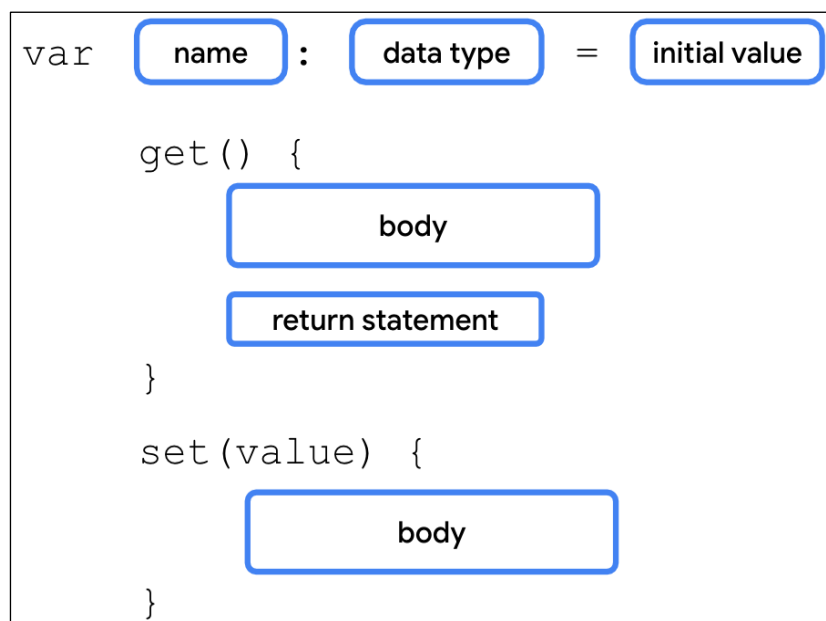 var name : data type = initial value
get() {
body
return statement
}
set(value) {
body
}